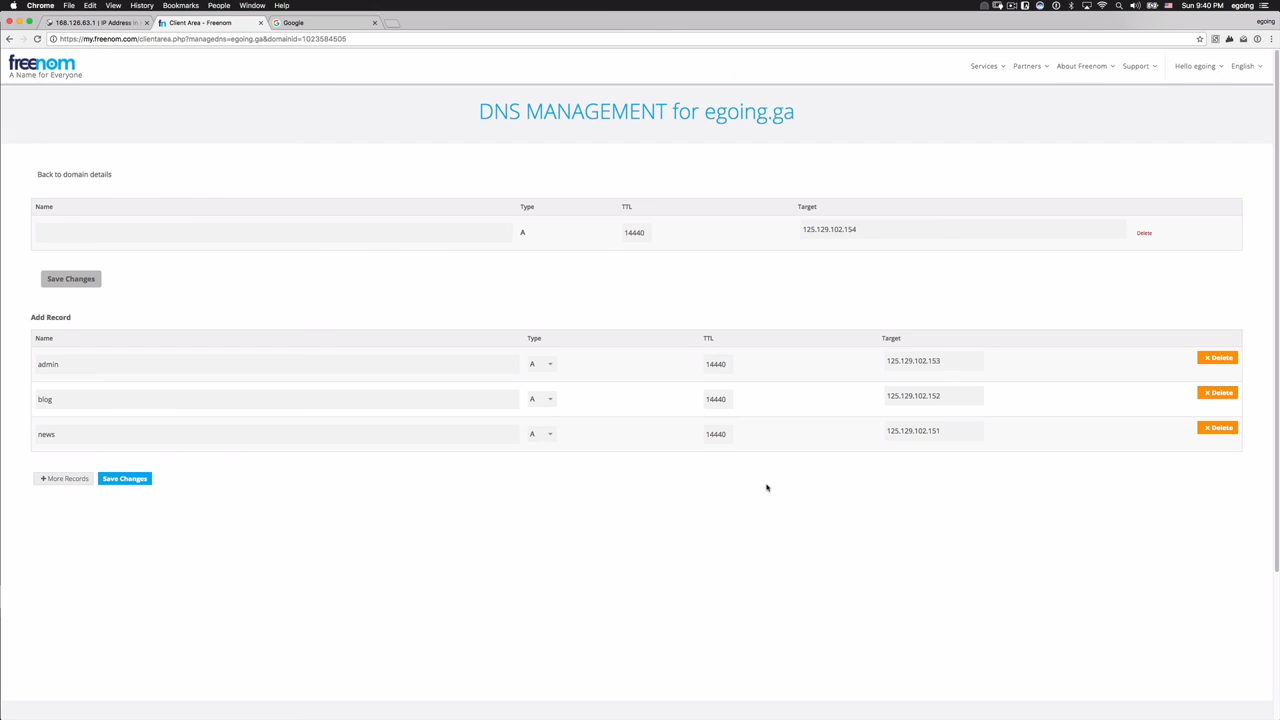 Chrome File Edit View History Bookmarks People Window Help Sun 9:40 PM egoing
168.126.63.1 | IP Address in Client Area - Freenom Google egoing
https://my.freenom.com/clientarea.php?managedns=egoing.ga&domainid=1023584505
freenom
A Name for Everyone
Services Partners About Freenom Support Hello egoing English
DNS MANAGEMENT for egoing.ga
Back to domain details
Name Type TTL Target
A 14440 125.129.102.154 Delete
Save Changes
Add Record
Name Type TTL Target
admin A 14440 125.129.102.153 Delete
blog A 14440 125.129.102.152 Delete
news A 14440 125.129.102.151 Delete
More Records Save Changes